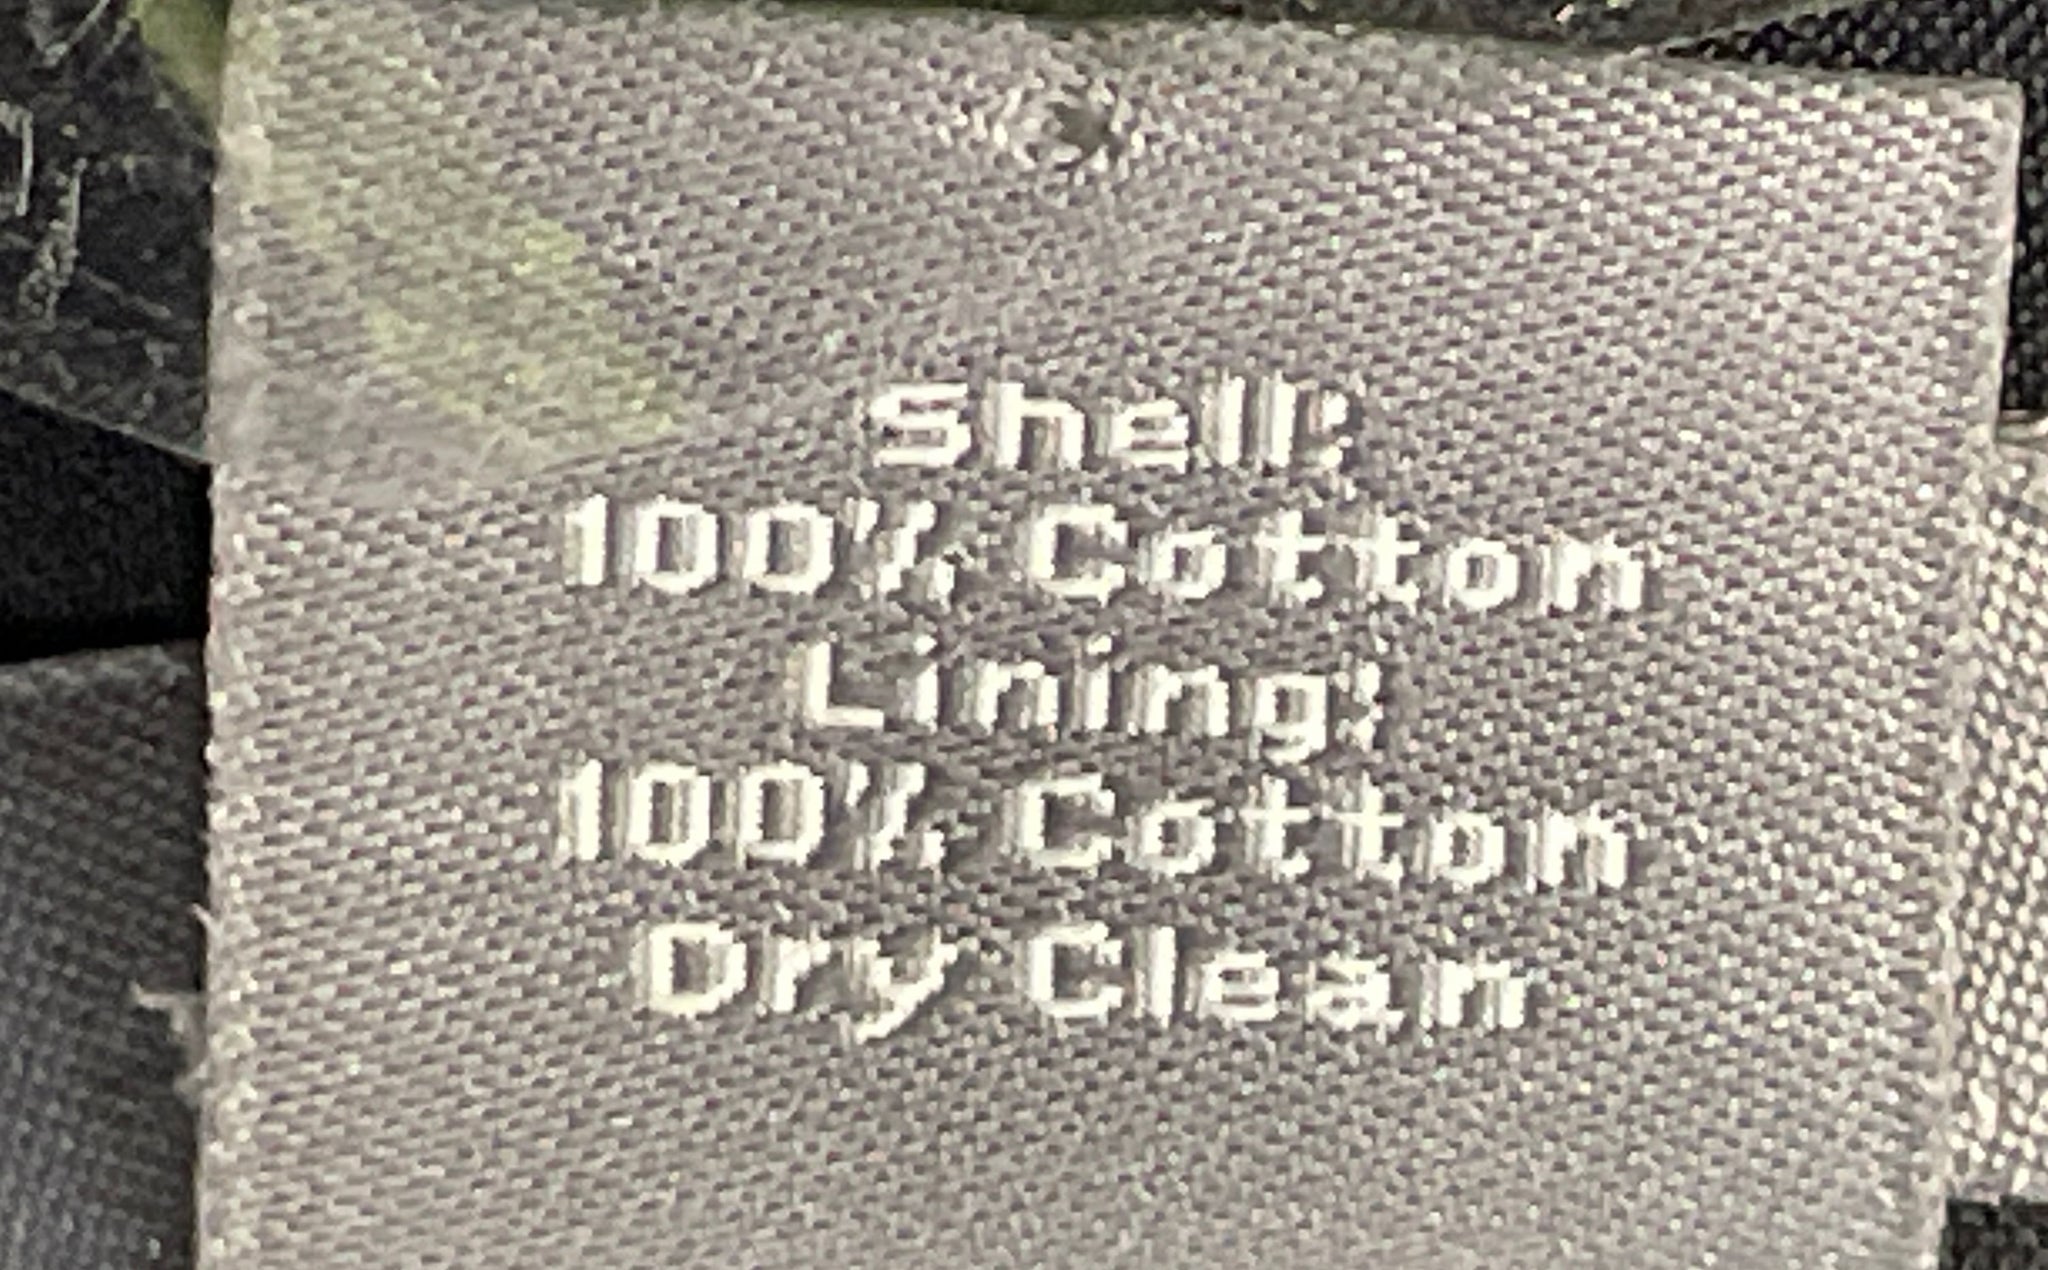 Shell:
100% Cotton
Lining:
100% Cotton
Dry Clean